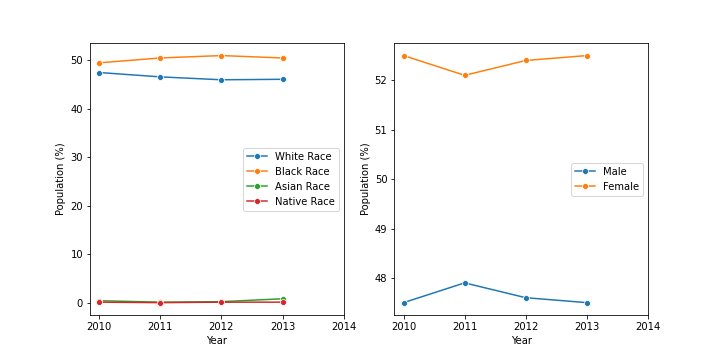 Population (%)
50
40
30
20
10
0
White Race
Black Race
Asian Race
Native Race
2010 2011 2012 2013 2014
Year
Population (%)
52
51
50
49
48
Male
Female
2010 2011 2012 2013 2014
Year